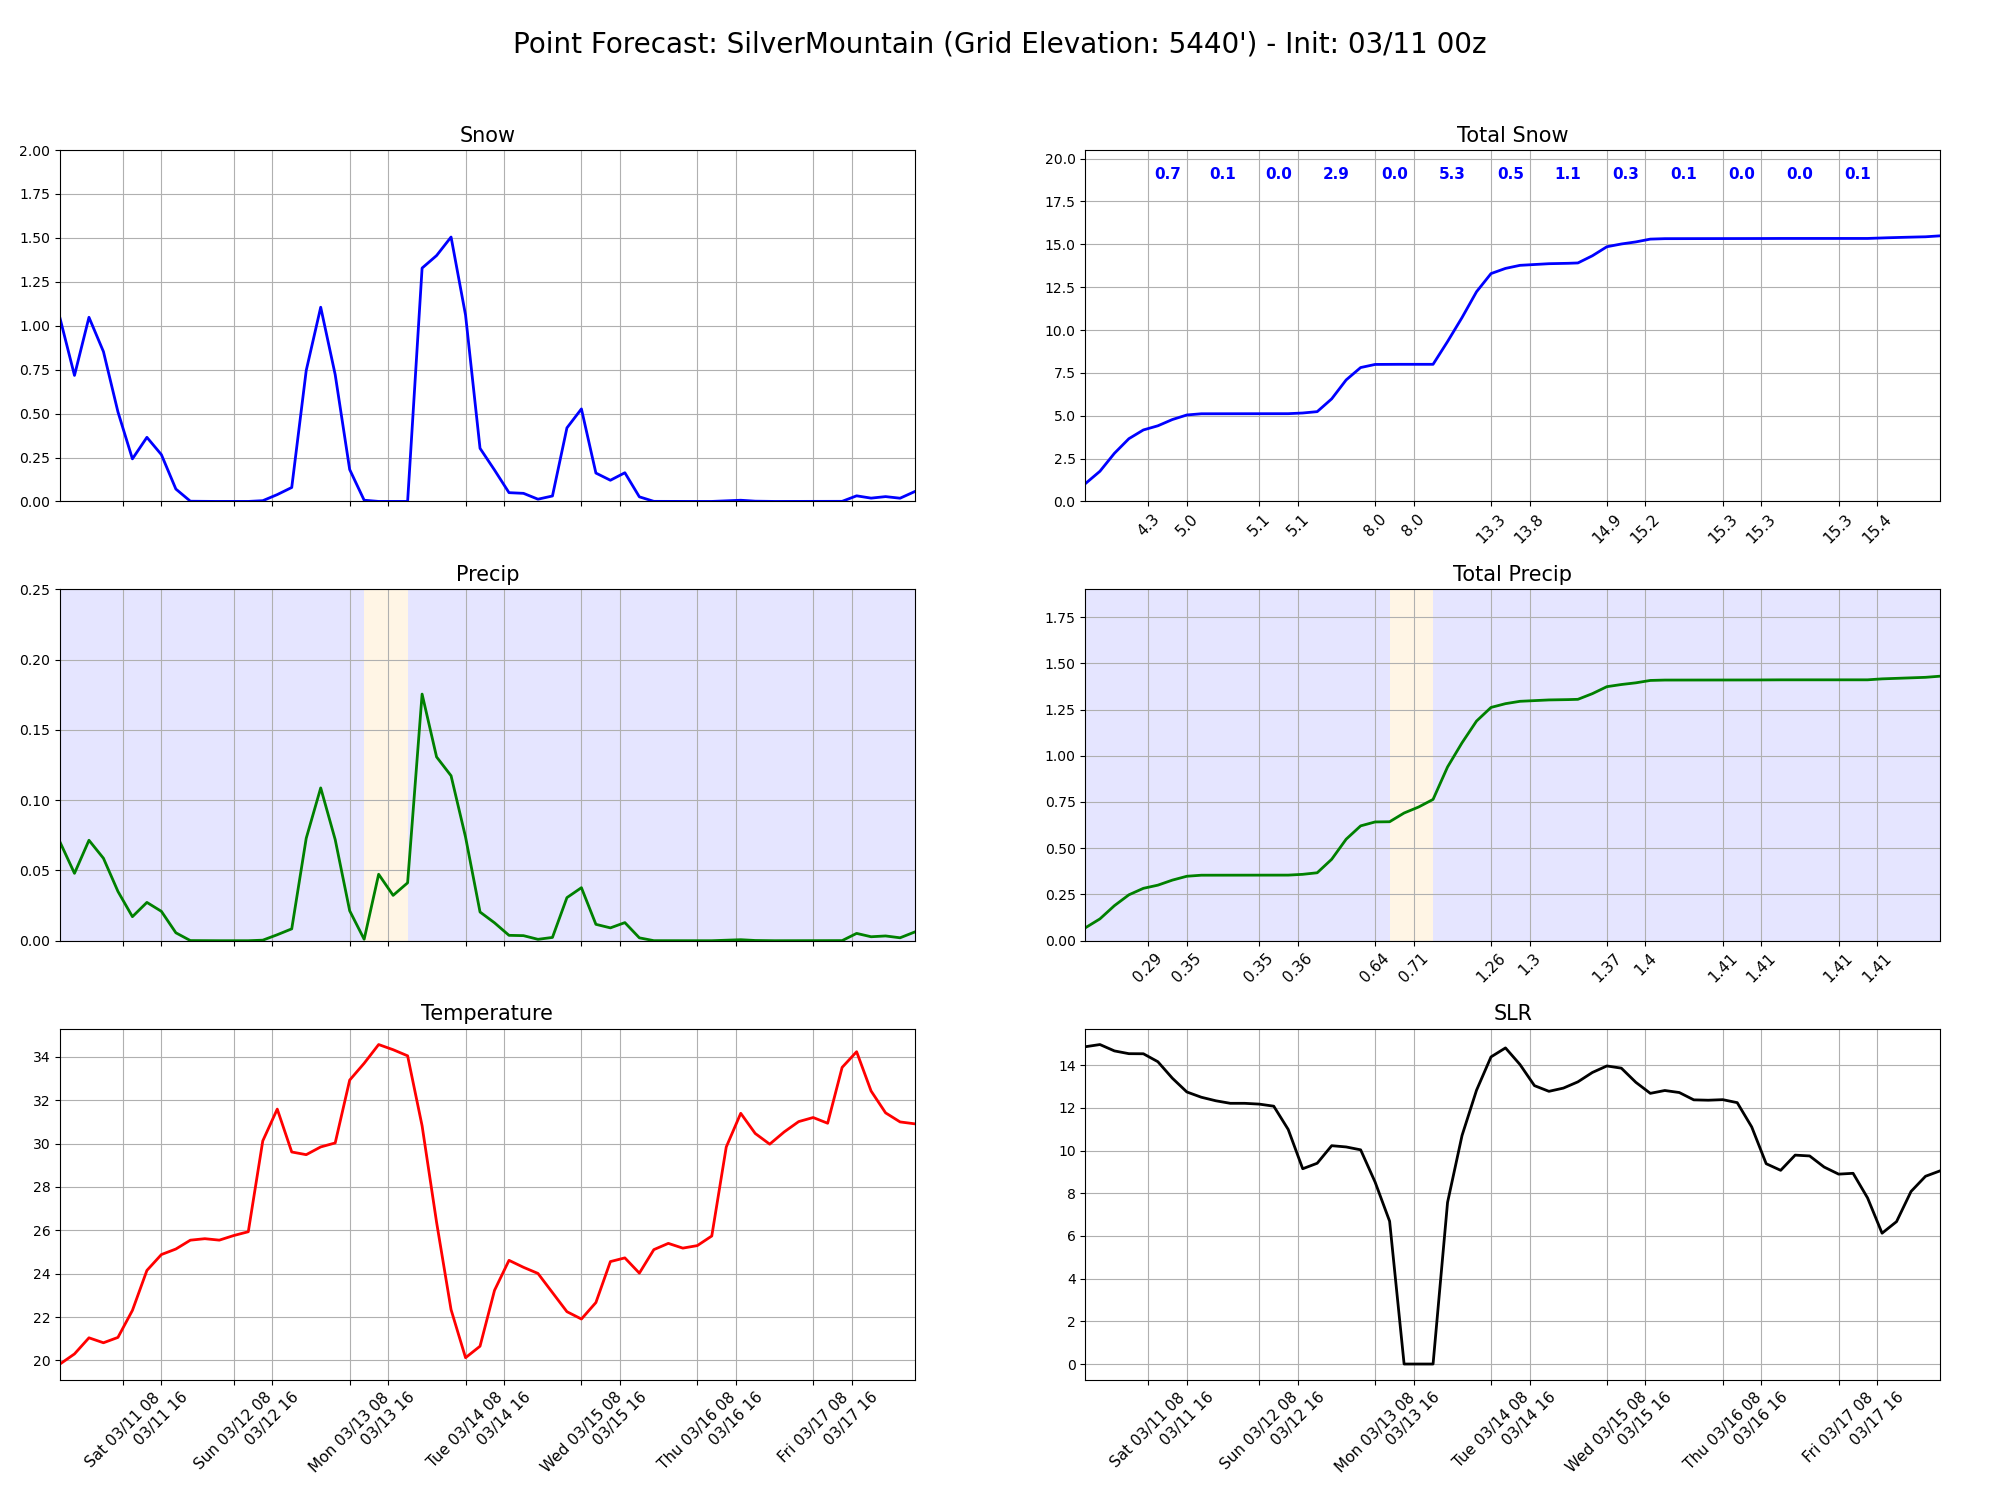 Point Forecast: SilverMountain (Grid Elevation: 5440') - Init: 03/11 00z
Snow
2.00
1.75
1.50
1.25
1.00
0.75
0.50
0.25
0.00
Total Snow
20.0
17.5
15.0
12.5
10.0
7.5
5.0
2.5
0.0
0.7 0.1 0.0 2.9 0.0 5.3 0.5 1.1 0.3 0.1 0.0 0.0 0.1
4.3 5.0 5.1 5.1 8.0 8.0 13.3 13.8 14.9 15.2 15.3 15.3 15.3 15.4
Precip
0.25
0.20
0.15
0.10
0.05
0.00
Total Precip
1.75
1.50
1.25
1.00
0.75
0.50
0.25
0.00
0.29 0.35 0.35 0.36 0.64 0.71 1.26 1.3 1.37 1.4 1.41 1.41 1.41 1.41
Temperature
34
32
30
28
26
24
22
20
Sat 03/11 08
03/11 16
Sun 03/12 08
03/12 16
Mon 03/13 08
03/13 16
Tue 03/14 08
03/14 16
Wed 03/15 08
03/15 16
Thu 03/16 08
03/16 16
Fri 03/17 08
03/17 16
SLR
14
12
10
8
6
4
2
0
Sat 03/11 08
03/11 16
Sun 03/12 08
03/12 16
Mon 03/13 08
03/13 16
Tue 03/14 08
03/14 16
Wed 03/15 08
03/15 16
Thu 03/16 08
03/16 16
Fri 03/17 08
03/17 16